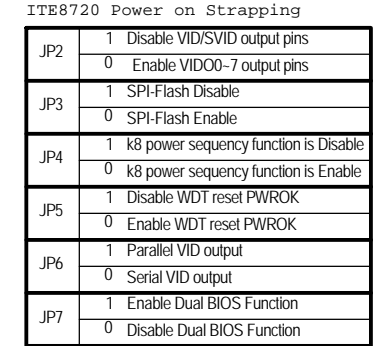 ITE8720 Power on Strapping
JP2
1 Disable VID/SVID output pins
0 Enable VIDO0~7 output pins
JP3
1 SPI-Flash Disable
0 SPI-Flash Enable
JP4
1 k8 power sequency function is Disable
0 k8 power sequency function is Enable
JP5
1 Disable WDT reset PWROK
0 Enable WDT reset PWROK
JP6
1 Parallel VID output
0 Serial VID output
JP7
1 Enable Dual BIOS Function
0 Disable Dual BIOS Function